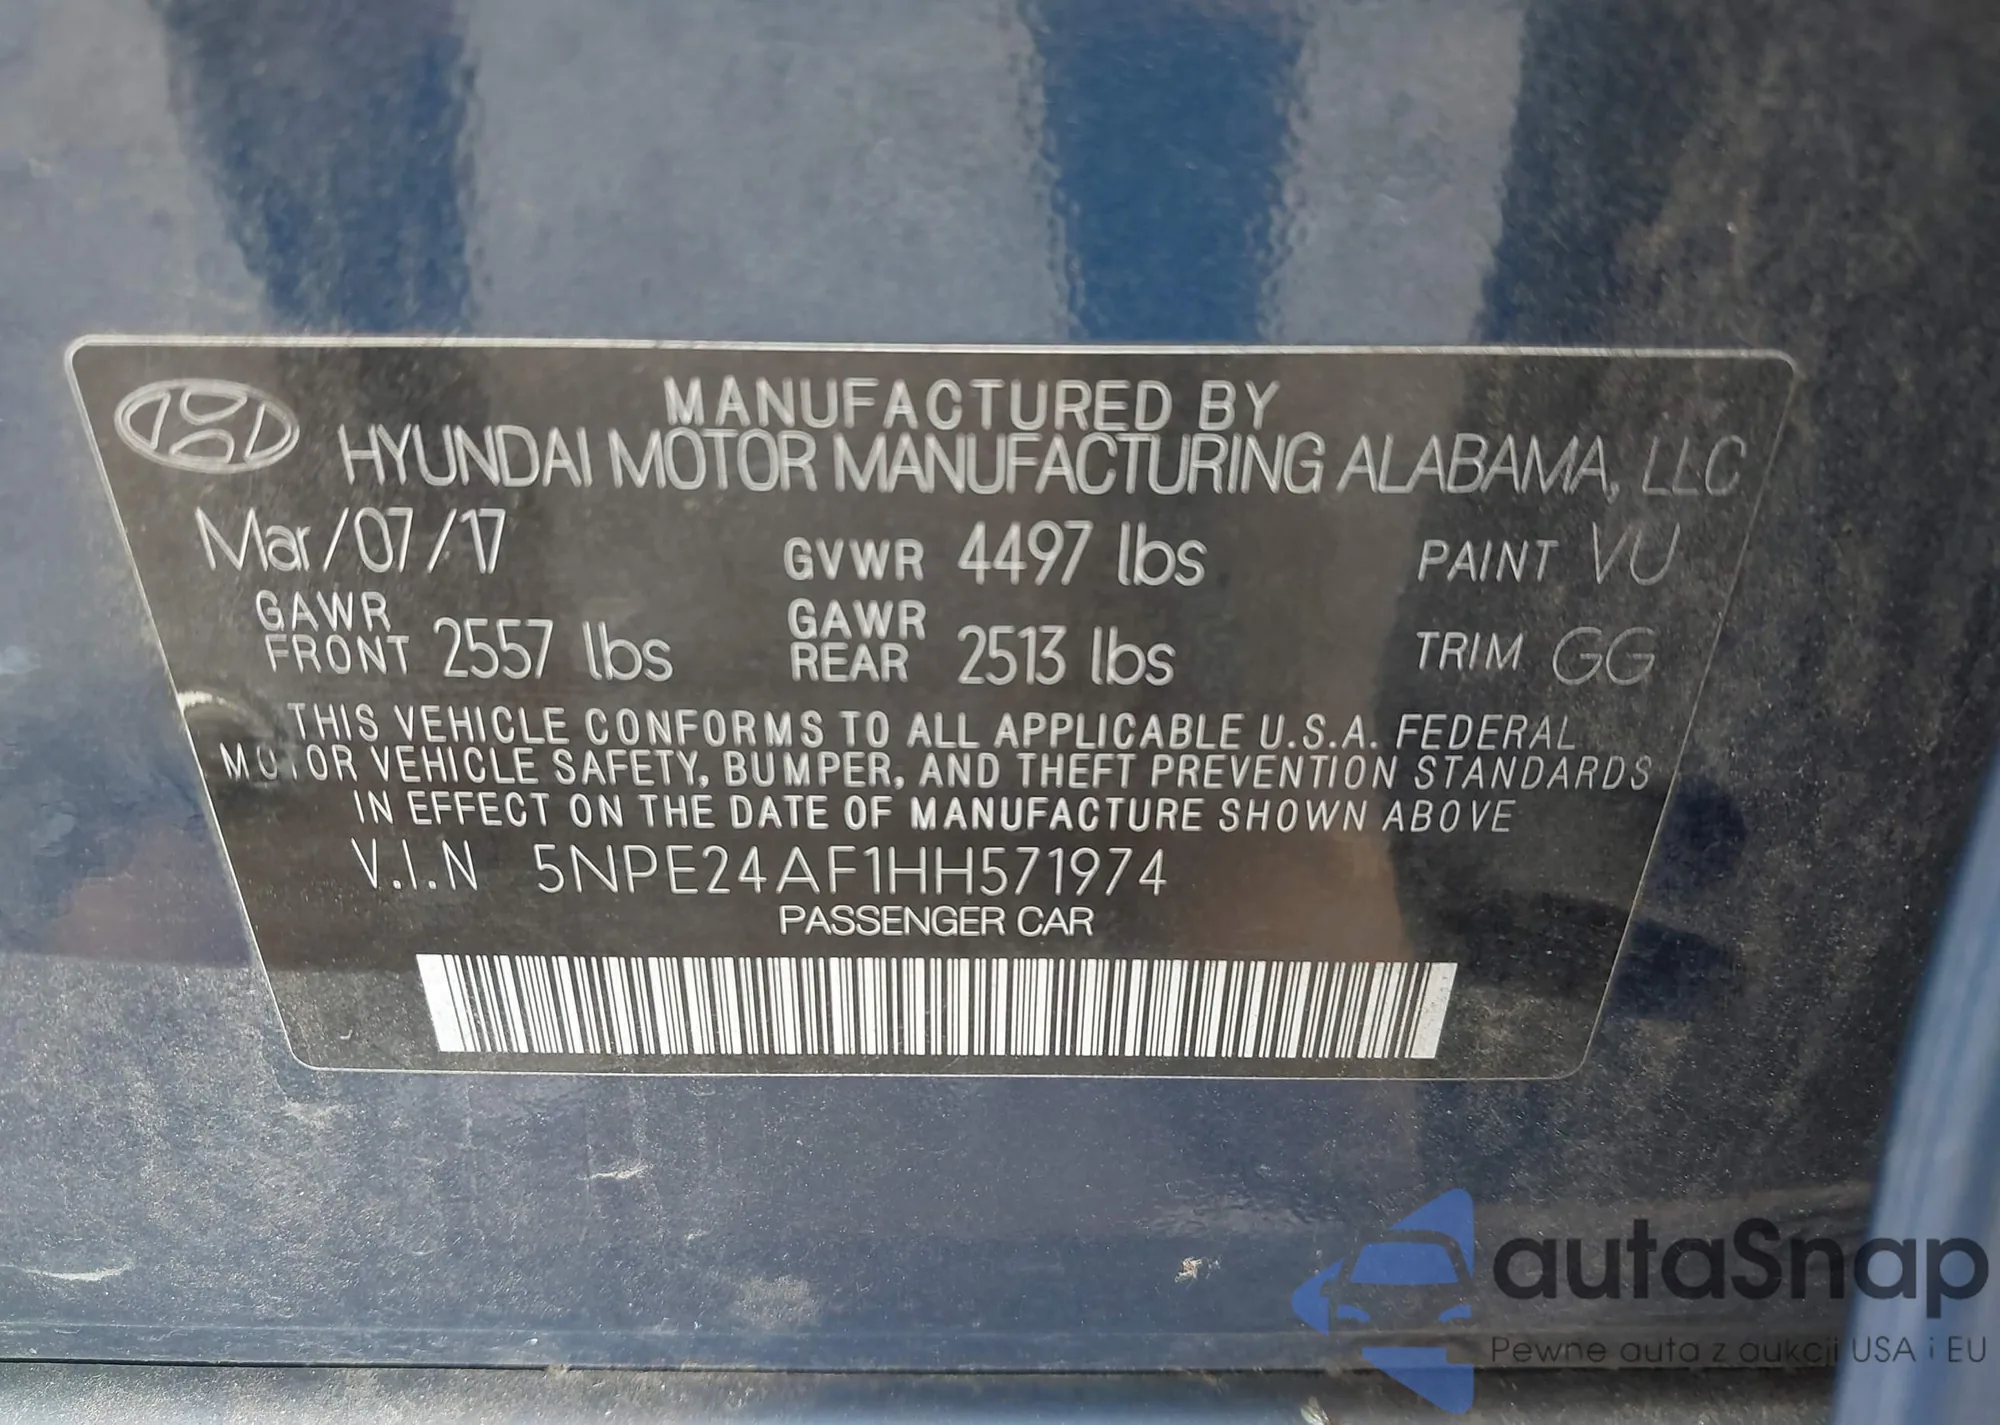 MANUFACTURED BY
HYUNDAI MOTOR MANUFACTURING ALABAMA, LLC
Mar/07/17 GVWR 4497 lbs PAINT VU
GAWR FRONT 2557 lbs GAWR REAR 2513 lbs TRIM GG
THIS VEHICLE CONFORMS TO ALL APPLICABLE U.S.A. FEDERAL
MOTOR VEHICLE SAFETY, BUMPER, AND THEFT PREVENTION STANDARDS
IN EFFECT ON THE DATE OF MANUFACTURE SHOWN ABOVE
V.I.N 5NPE24AF1HH571974
PASSENGER CAR
autaSnap
Pewne auta z aukcji USA i EU